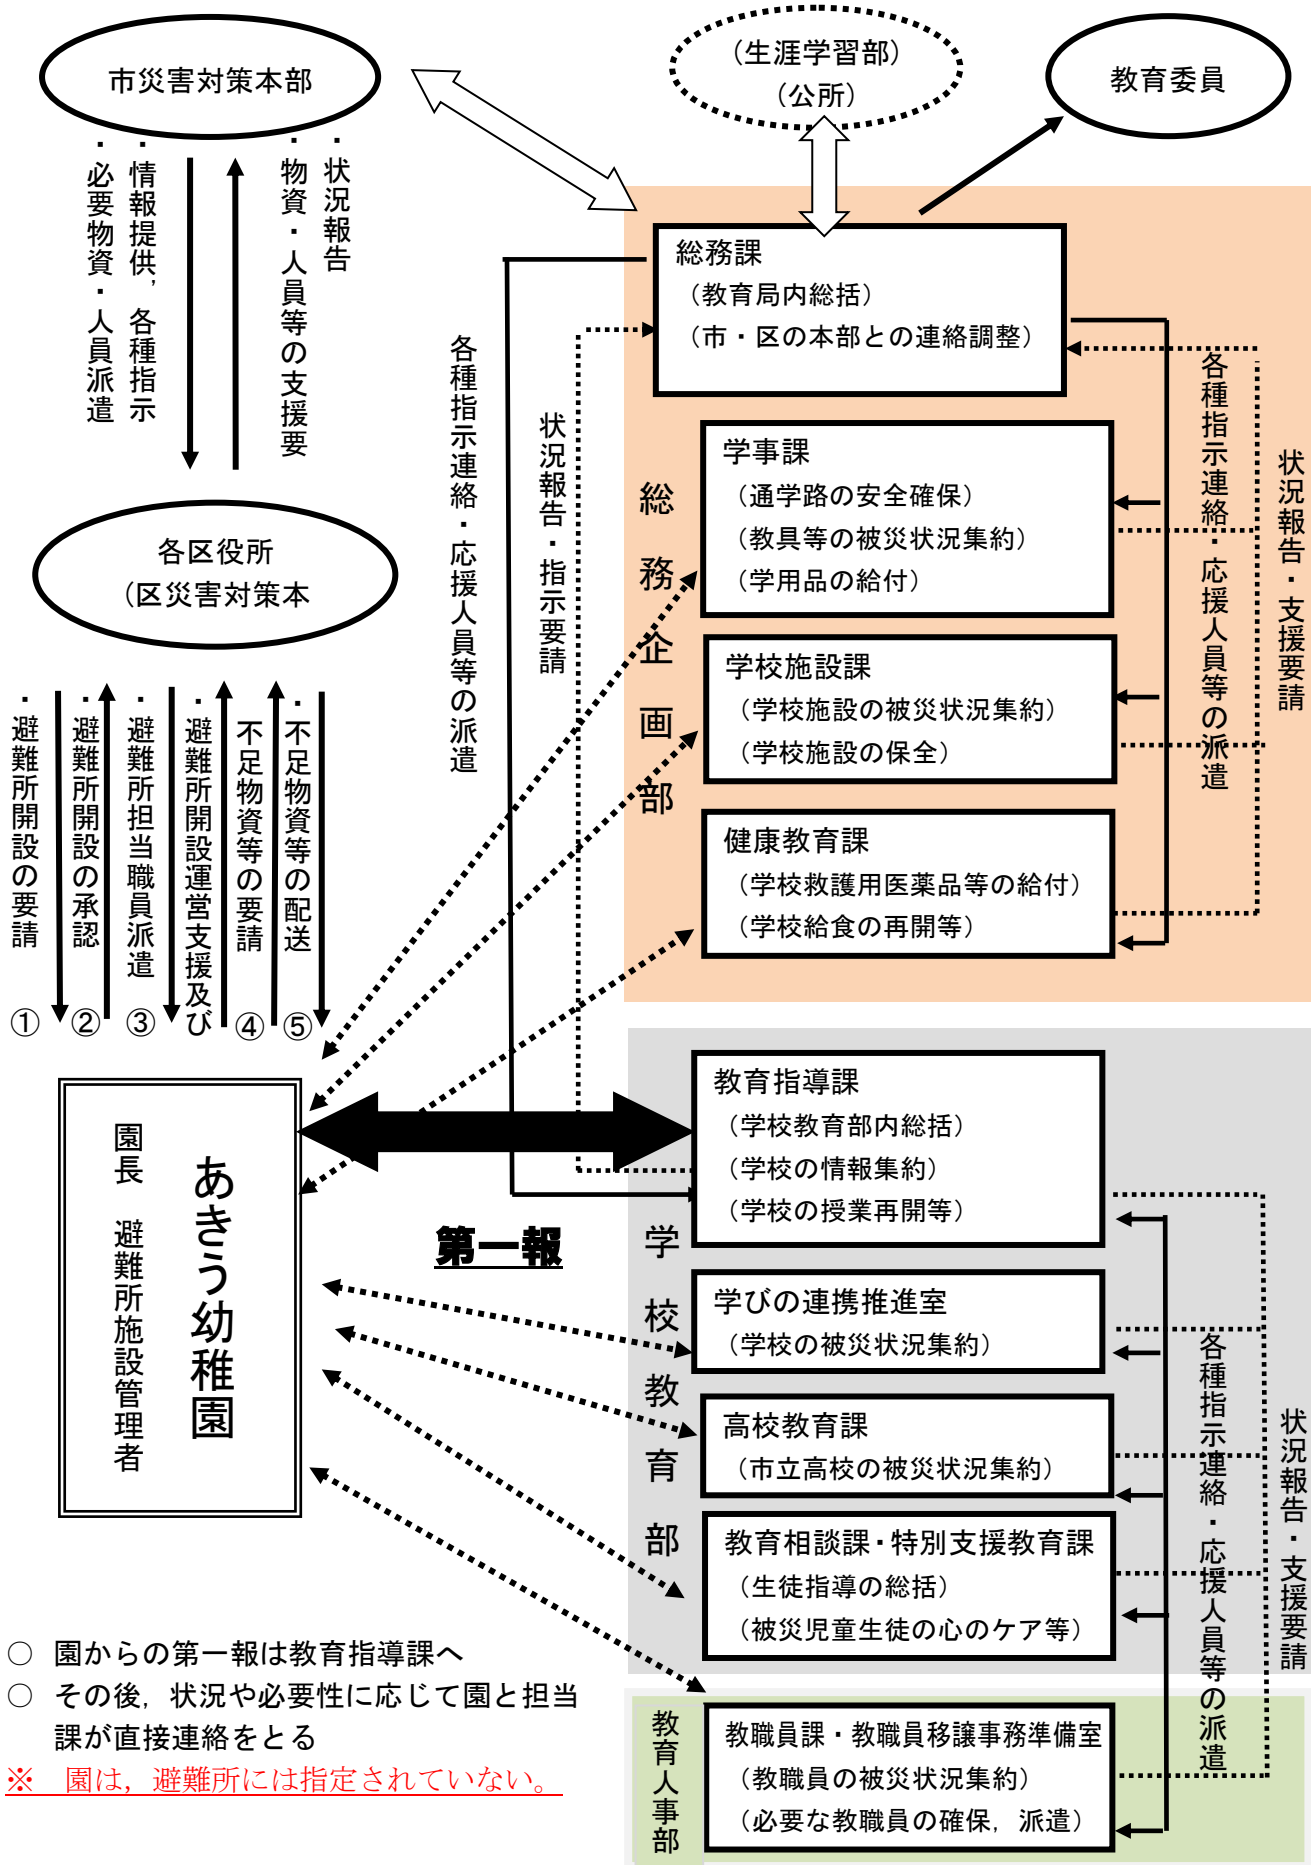 市災害対策本部
（生涯学習部）
（公所）
教育委員
・状況報告
・物資・人員等の支援要
・情報提供，各種指示
・必要物資・人員派遣
総務課
（教育局内総括）
（市・区の本部との連絡調整）
各種指示連絡・応援人員等の派遣
状況報告・指示要請
総務企画部
学事課
（通学路の安全確保）
（教具等の被災状況集約）
（学用品の給付）
各種指示連絡・応援人員等の派遣
状況報告・支援要請
各区役所
（区災害対策本
学校施設課
（学校施設の被災状況集約）
（学校施設の保全）
健康教育課
（学校救護用医薬品等の給付）
（学校給食の再開等）
・避難所開設の要請
・避難所開設の承認
・避難所担当職員派遣
・避難所開設運営支援及び
不足物資等の要請
・不足物資等の配送
①
②
③
④
⑤
あきう幼稚園
園長　避難所施設管理者
第一報
学校教育部
教育指導課
（学校教育部内総括）
（学校の情報集約）
（学校の授業再開等）
学びの連携推進室
（学校の被災状況集約）
高校教育課
（市立高校の被災状況集約）
教育相談課・特別支援教育課
（生徒指導の総括）
（被災児童生徒の心のケア等）
各種指示連絡・応援人員等の派遣
状況報告・支援要請
教育人事部
教職員課・教職員移譲事務準備室
（教職員の被災状況集約）
（必要な教職員の確保，派遣）
○　園からの第一報は教育指導課へ
○　その後，状況や必要性に応じて園と担当
課が直接連絡をとる
※　園は，避難所には指定されていない。